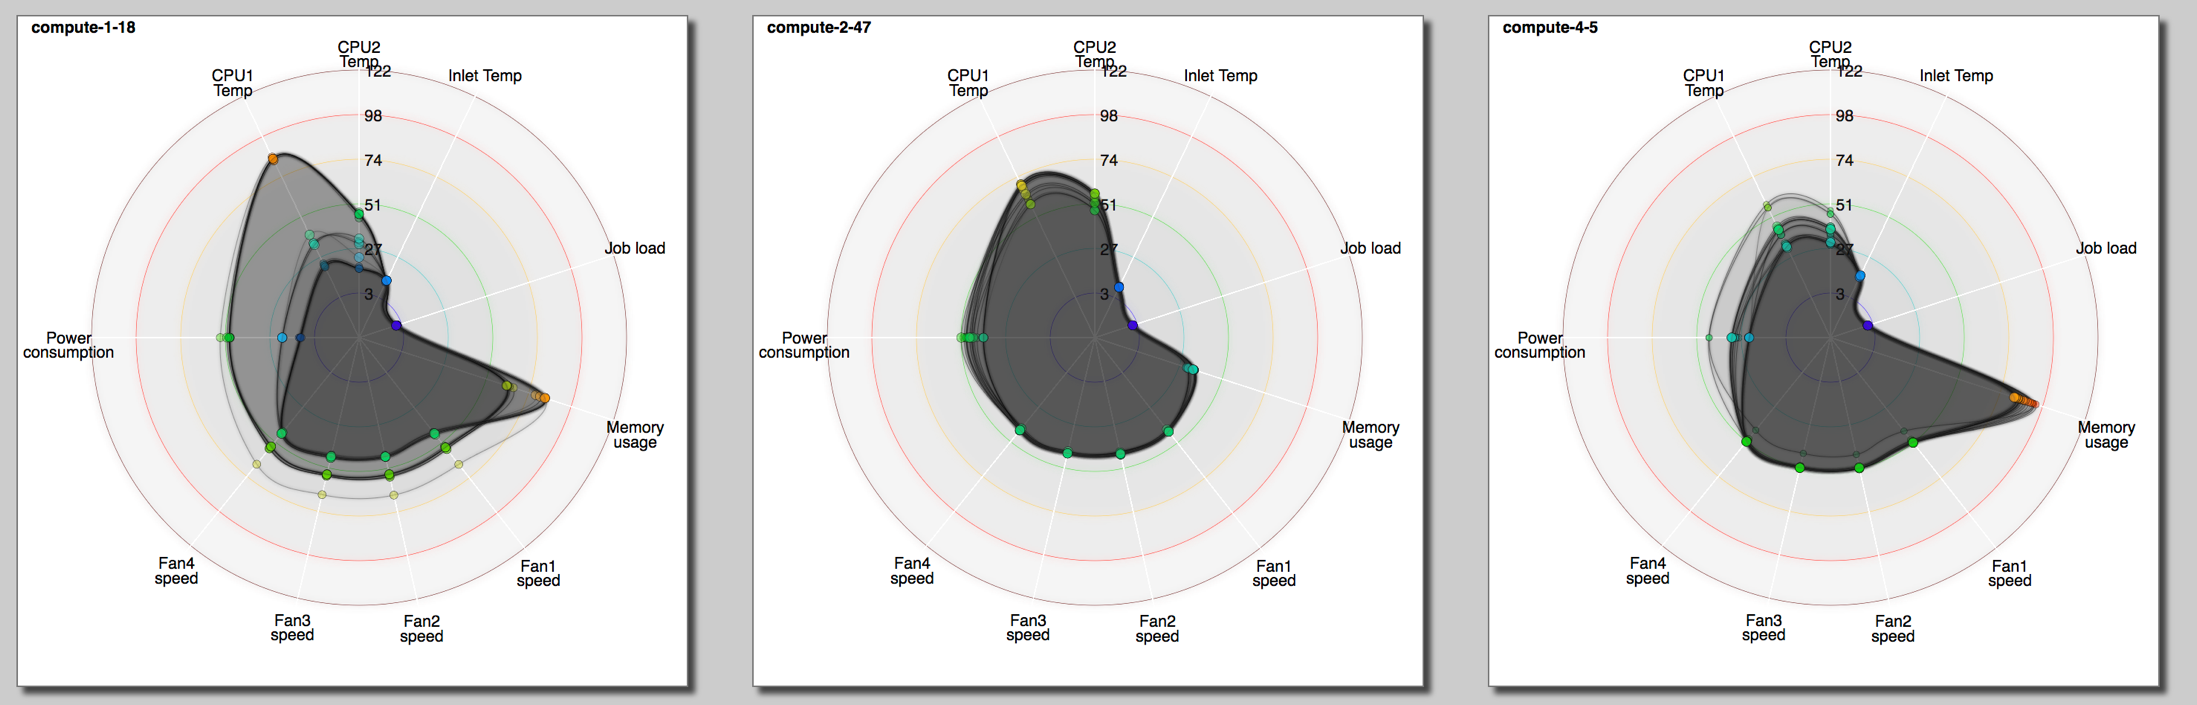 compute-1-18
CPU2
Temp
122
CPU1
Temp
Inlet Temp
98
74
51
27
3
Job load
Power
consumption
Memory
usage
Fan4
speed
Fan1
speed
Fan3
speed
Fan2
speed
compute-2-47
CPU2
Temp
122
CPU1
Temp
Inlet Temp
98
74
51
27
3
Job load
Power
consumption
Memory
usage
Fan4
speed
Fan1
speed
Fan3
speed
Fan2
speed
compute-4-5
CPU2
Temp
122
CPU1
Temp
Inlet Temp
98
74
51
27
3
Job load
Power
consumption
Memory
usage
Fan4
speed
Fan1
speed
Fan3
speed
Fan2
speed